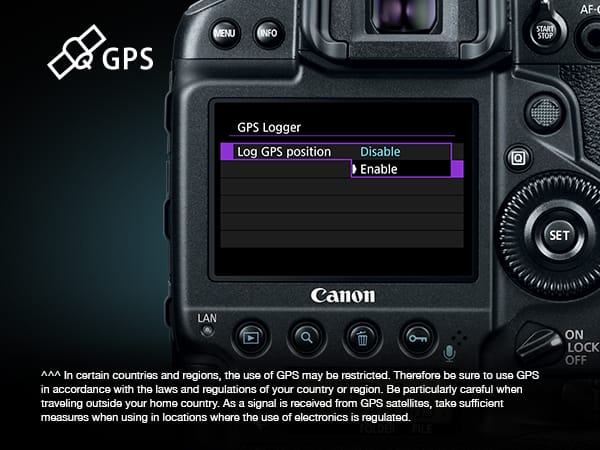 GPS
MENU
INFO
START
STOP
AF-O
GPS Logger
Log GPS position Disable
Enable
Q
SET
Canon
LAN
ON
LOCK
OFF
^^^ In certain countries and regions, the use of GPS may be restricted. Therefore be sure to use GPS
in accordance with the laws and regulations of your country or region. Be particularly careful when
traveling outside your home country. As a signal is received from GPS satellites, take sufficient
measures when using in locations where the use of electronics is regulated.
FOLDER FILE